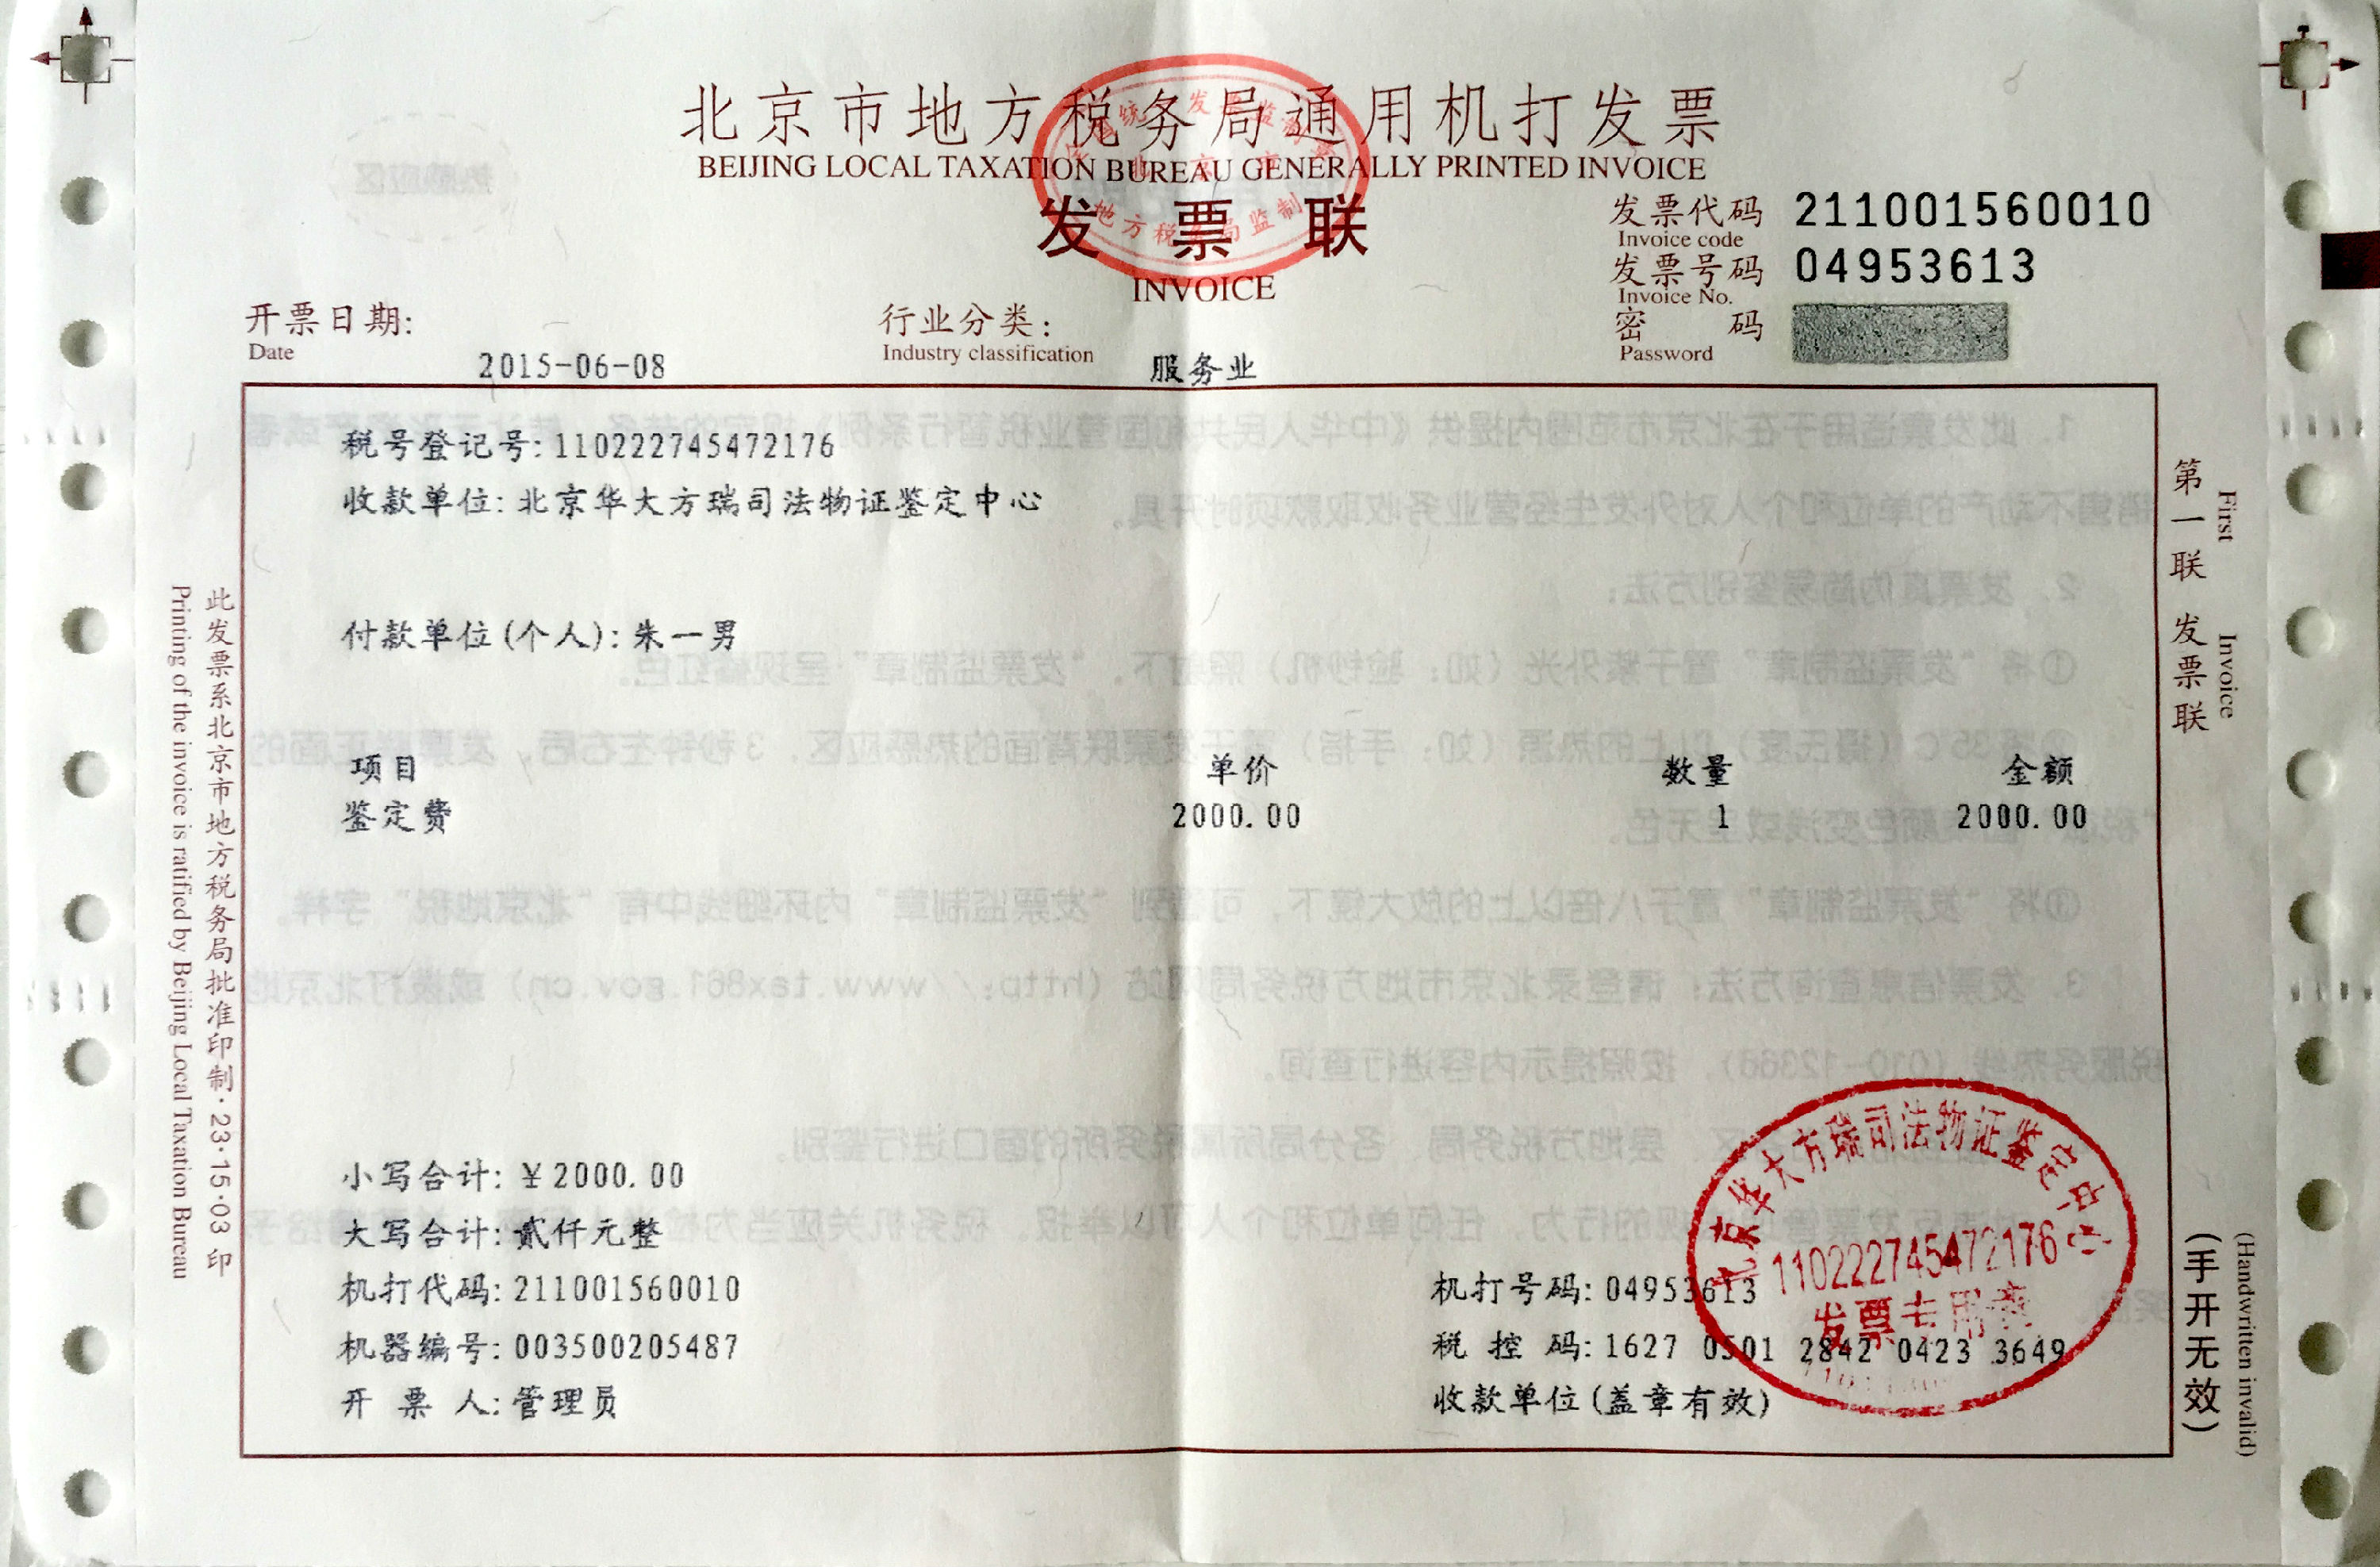 北京市地方税务局通用机打发票
BEIJING LOCAL TAXATION BUREAU GENERALLY PRINTED INVOICE
发票联
INVOICE
发票代码 211001560010
Invoice code
发票号码 04953613
Invoice No.
密码
Password
开票日期:
Date
2015-06-08
行业分类:
Industry classification
服务业
税号登记号: 110222745472176
收款单位: 北京华大方瑞司法物证鉴定中心
付款单位(个人): 朱一男
项目 单价 数量 金额
鉴定费 2000.00 1 2000.00
小写合计: ¥2000.00
大写合计: 贰仟元整
机打代码: 211001560010 机打号码: 04953613
机器编号: 003500205487 税控码: 1627 0501 2842 0423 3649
开票人: 管理员 收款单位(盖章有效)
北京华大方瑞司法物证鉴定中心
110222745472176
发票专用章
此发票系北京市地方税务局批准印制·23·15·03印
Printing of the invoice is ratified by Beijing Local Taxation Bureau
第一联 发票联
First Invoice
(手开无效)
(Handwritten invalid)